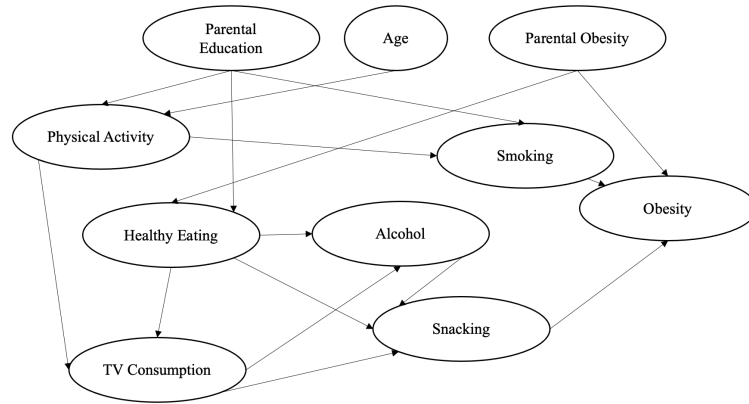 Parental
Education
Age
Parental Obesity
Physical Activity
Smoking
Obesity
Healthy Eating
Alcohol
Snacking
TV Consumption